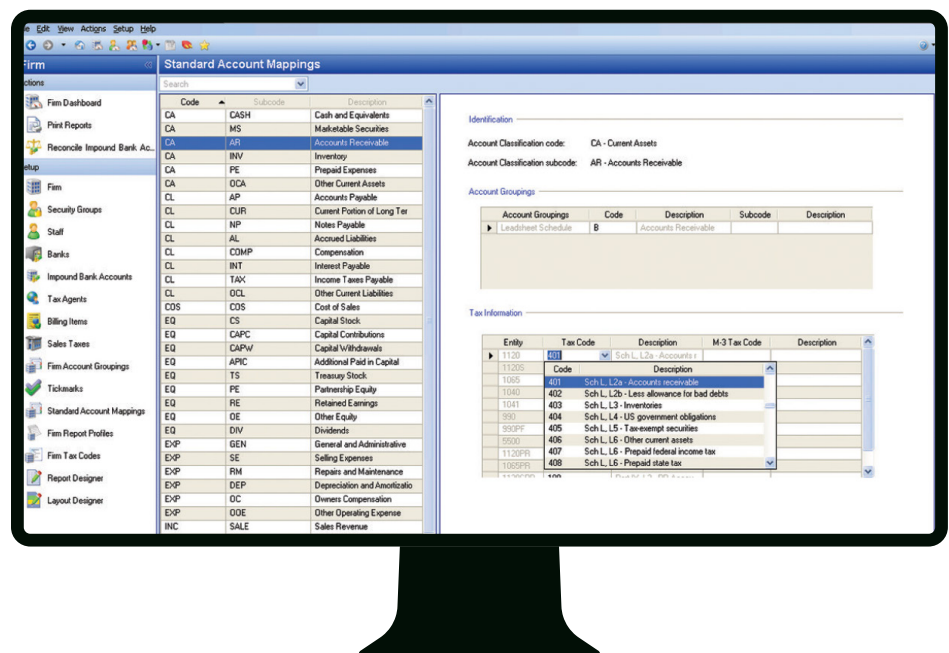 e Edit View Actions Setup Help
Firm
Standard Account Mappings
ctions
Firm Dashboard
Print Reports
Reconcile Impound Bank Ac...
etup
Firm
Security Groups
Staff
Banks
Impound Bank Accounts
Tax Agents
Billing Items
Sales Taxes
Firm Account Groupings
Tickmarks
Standard Account Mappings
Firm Report Profiles
Firm Tax Codes
Report Designer
Layout Designer
Search
Code Subcode Description
CA CASH Cash and Equivalents
CA MS Marketable Securities
CA AR Accounts Receivable
CA INV Inventory
CA PE Prepaid Expenses
CA OCA Other Current Assets
CL AP Accounts Payable
CL CUR Current Portion of Long Ter
CL NP Notes Payable
CL AL Accrued Liabilities
CL COMP Compensation
CL INT Interest Payable
CL TAX Income Taxes Payable
CL OCL Other Current Liabilities
COS COS Cost of Sales
EQ CS Capital Stock
EQ CAPC Capital Contributions
EQ CAPW Capital Withdrawals
EQ APIC Additional Paid in Capital
EQ TS Treasury Stock
EQ PE Partnership Equity
EQ RE Retained Earnings
EQ OE Other Equity
EQ DIV Dividends
EXP GEN General and Administrative
EXP SE Selling Expenses
EXP RM Repairs and Maintenance
EXP DEP Depreciation and Amortizatio
EXP OC Owners Compensation
EXP OOE Other Operating Expense
INC SALE Sales Revenue
Identification
Account Classification code: CA - Current Assets
Account Classification subcode: AR - Accounts Receivable
Account Groupings
Account Groupings Code Description Subcode Description
Leadsheet Schedule B Accounts Receivable
Tax Information
Entity Tax Code Description M-3 Tax Code Description
1120 401 Sch L, L2a - Accounts r
1120S
1065
1040
1041
990
990PF
5500
1120PR
1065PR
Code Description
401 Sch L, L2a - Accounts receivable
402 Sch L, L2b - Less allowance for bad debts
403 Sch L, L3 - Inventories
404 Sch L, L4 - US government obligations
405 Sch L, L5 - Tax-exempt securities
406 Sch L, L6 - Other current assets
407 Sch L, L6 - Prepaid federal income tax
408 Sch L, L6 - Prepaid state tax